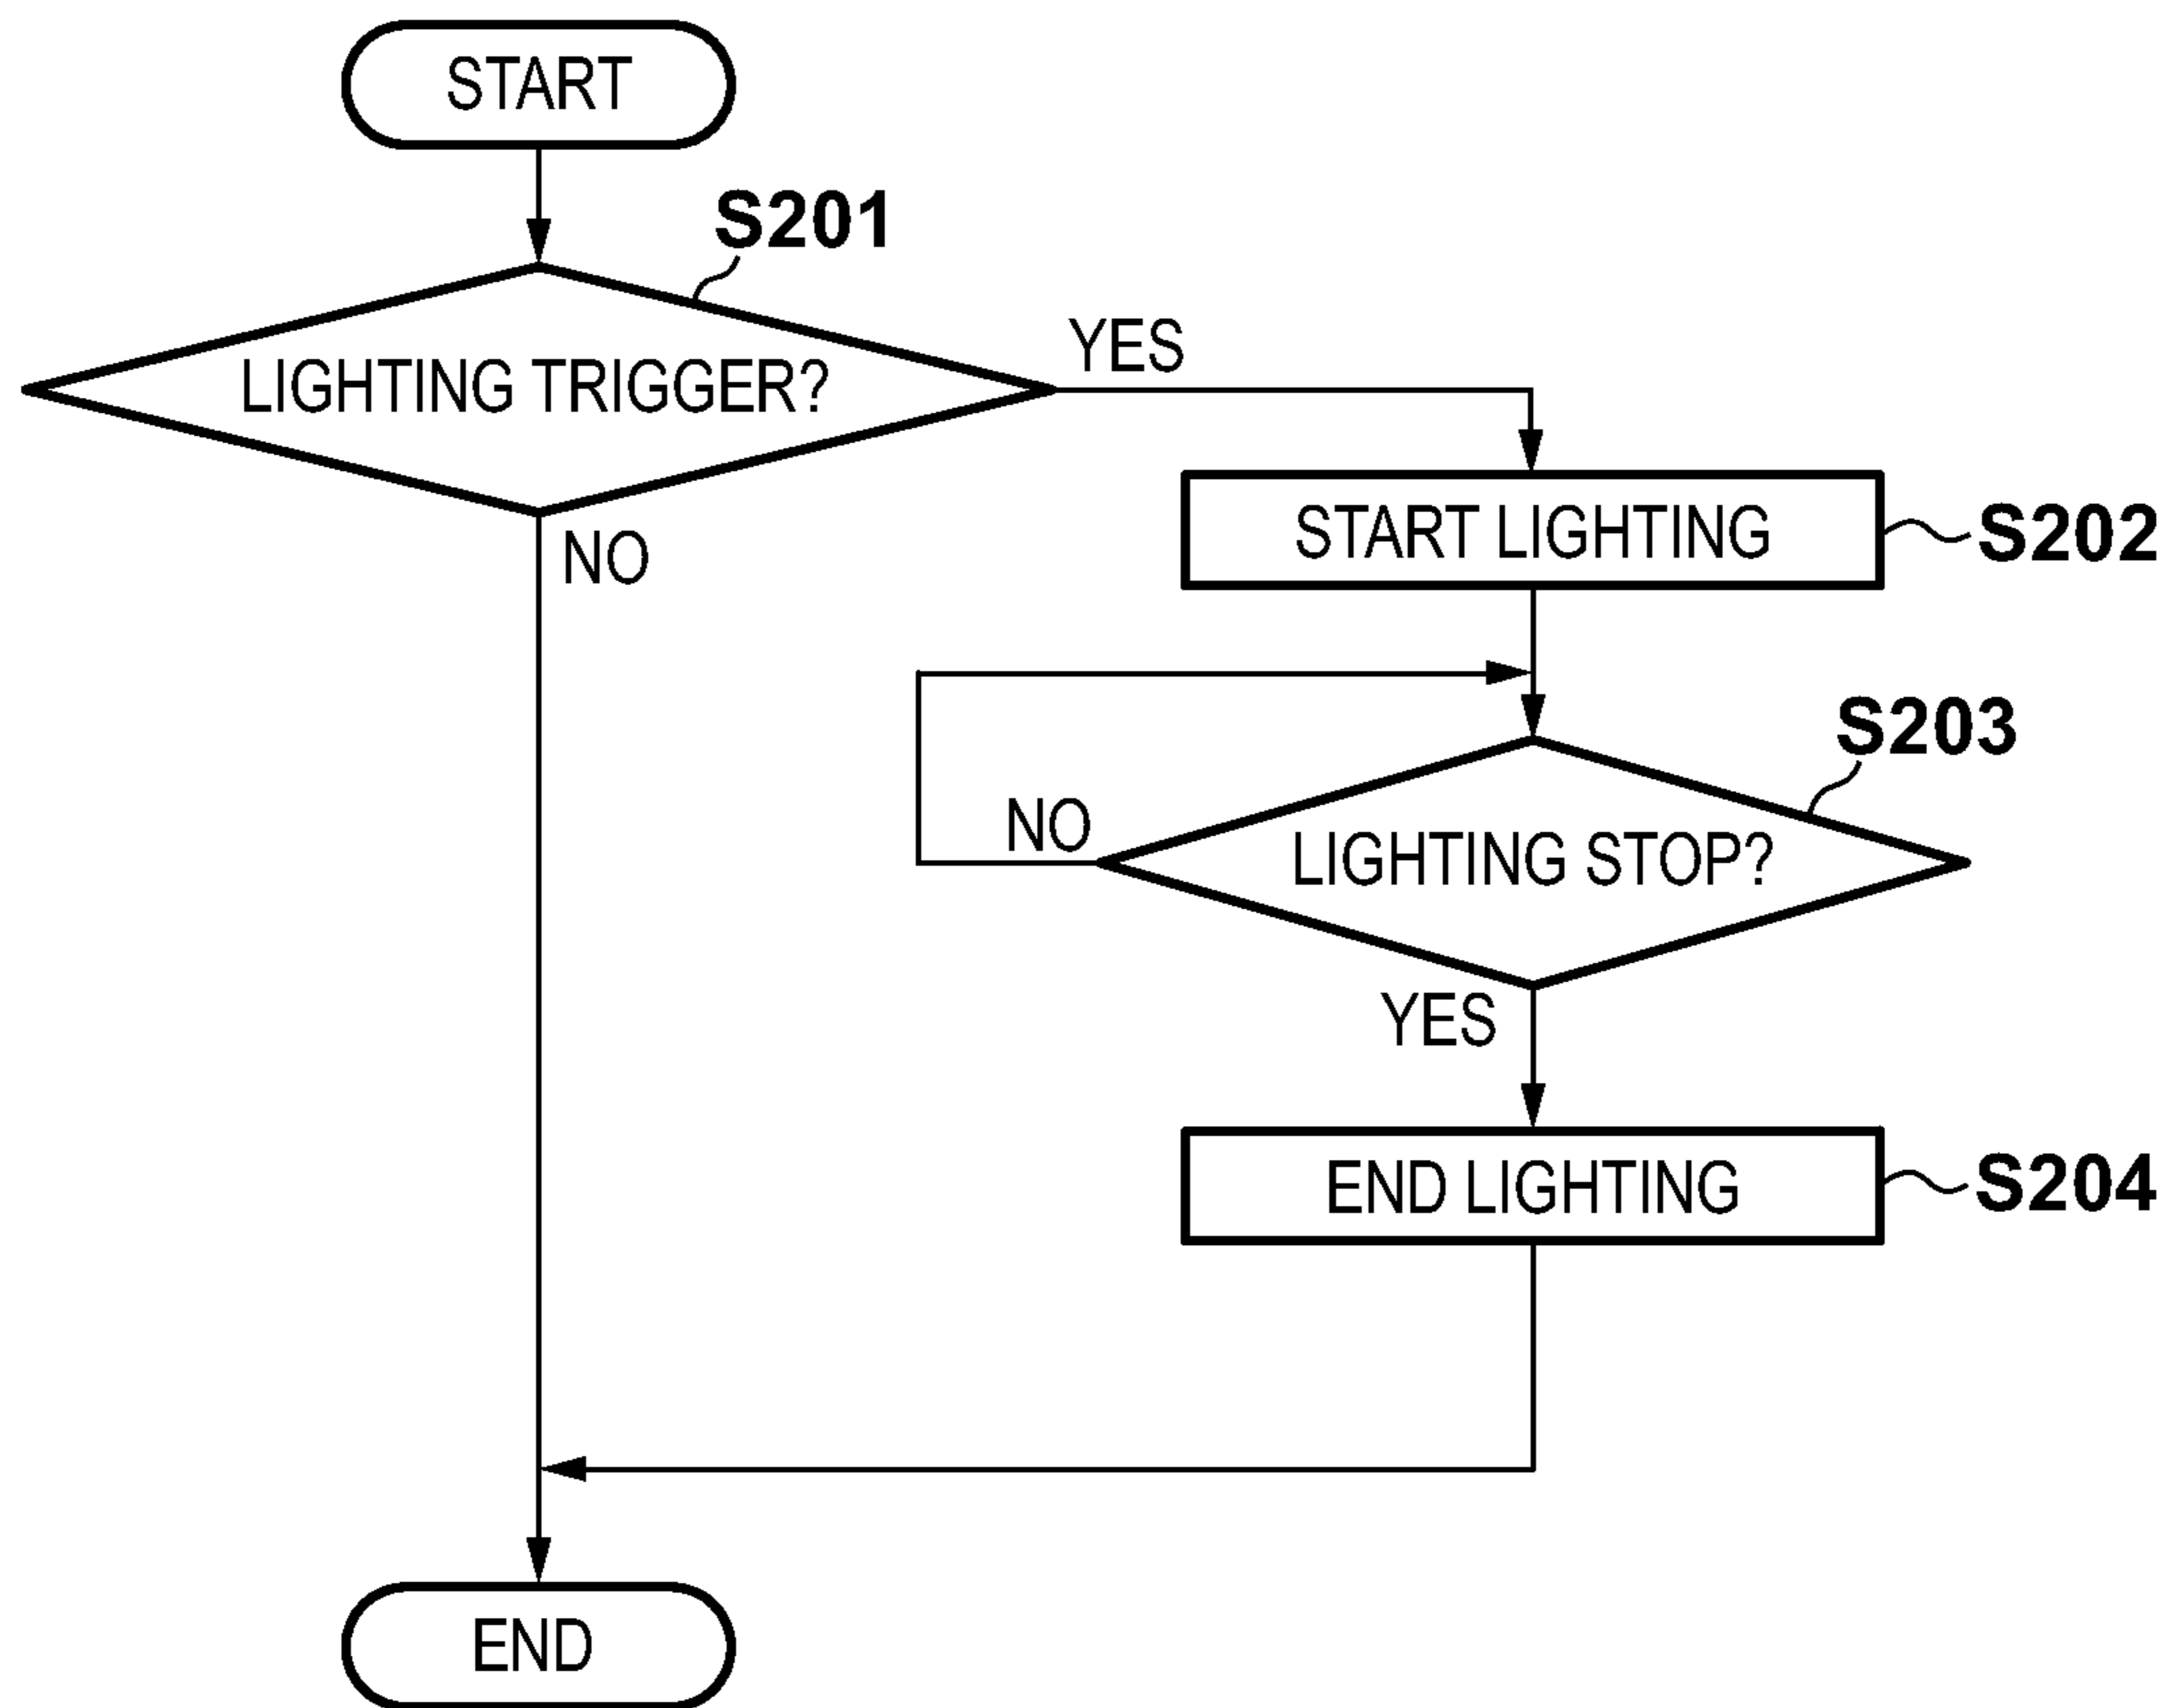 START
S201
LIGHTING TRIGGER?
YES
NO
START LIGHTING
S202
S203
NO
LIGHTING STOP?
YES
END LIGHTING
S204
END